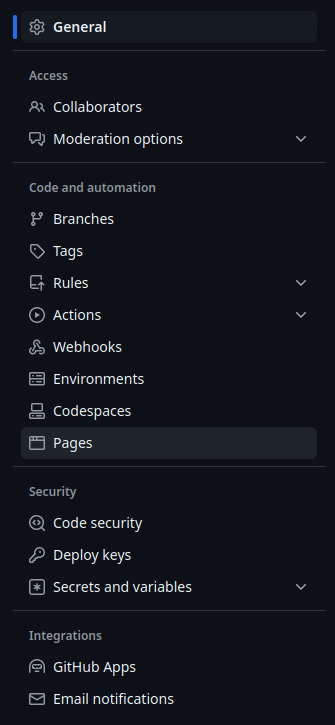 General
Access
Collaborators
Moderation options
Code and automation
Branches
Tags
Rules
Actions
Webhooks
Environments
Codespaces
Pages
Security
Code security
Deploy keys
Secrets and variables
Integrations
GitHub Apps
Email notifications